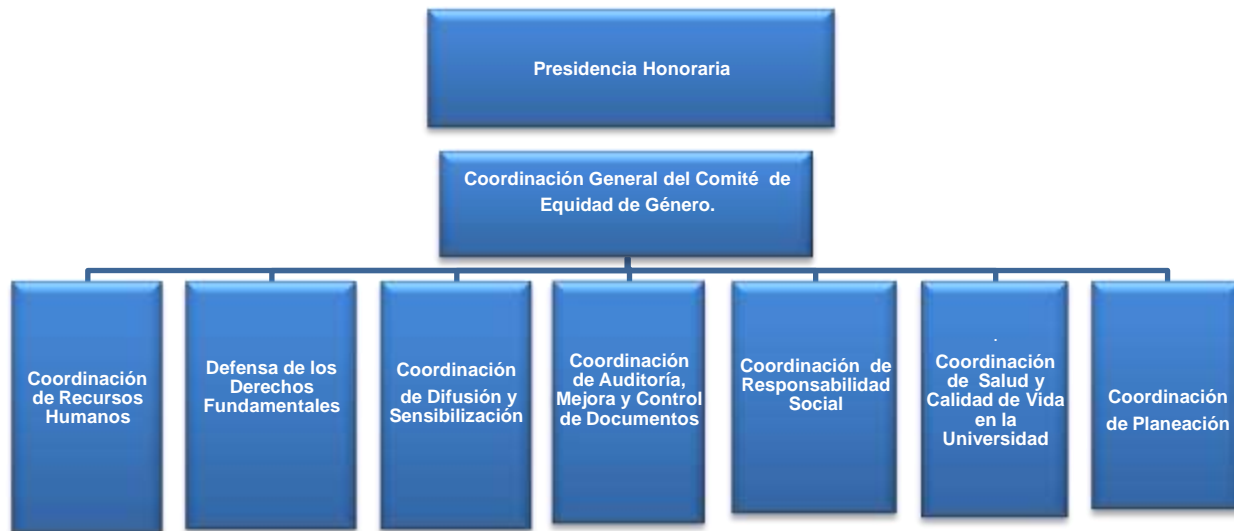 Presidencia Honoraria
Coordinación General del Comité de
Equidad de Género.
Coordinación
de Recursos
Humanos
Defensa de los
Derechos
Fundamentales
Coordinación
de Difusión y
Sensibilización
Coordinación
de Auditoría,
Mejora y Control
de Documentos
Coordinación de
Responsabilidad
Social
.
Coordinación
de Salud y
Calidad de Vida
en la
Universidad
Coordinación
de Planeación